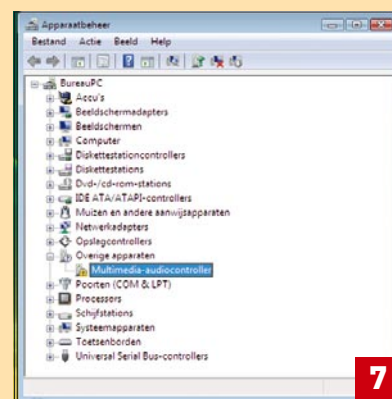 Apparaatbeheer
Bestand Actie Beeld Help
BureauPC
Accu's
Beeldschermadapters
Beeldschermen
Computer
Diskettestationcontrollers
Diskettestations
Dvd-/cd-rom-stations
IDE ATA/ATAPI-controllers
Muizen en andere aanwijsapparaten
Netwerkadapters
Opslagcontrollers
Overige apparaten
Multimedia-audiocontroller
Poorten (COM & LPT)
Processors
Schijfstations
Systeemapparaten
Toetsenborden
Universal Serial Bus-controllers
7